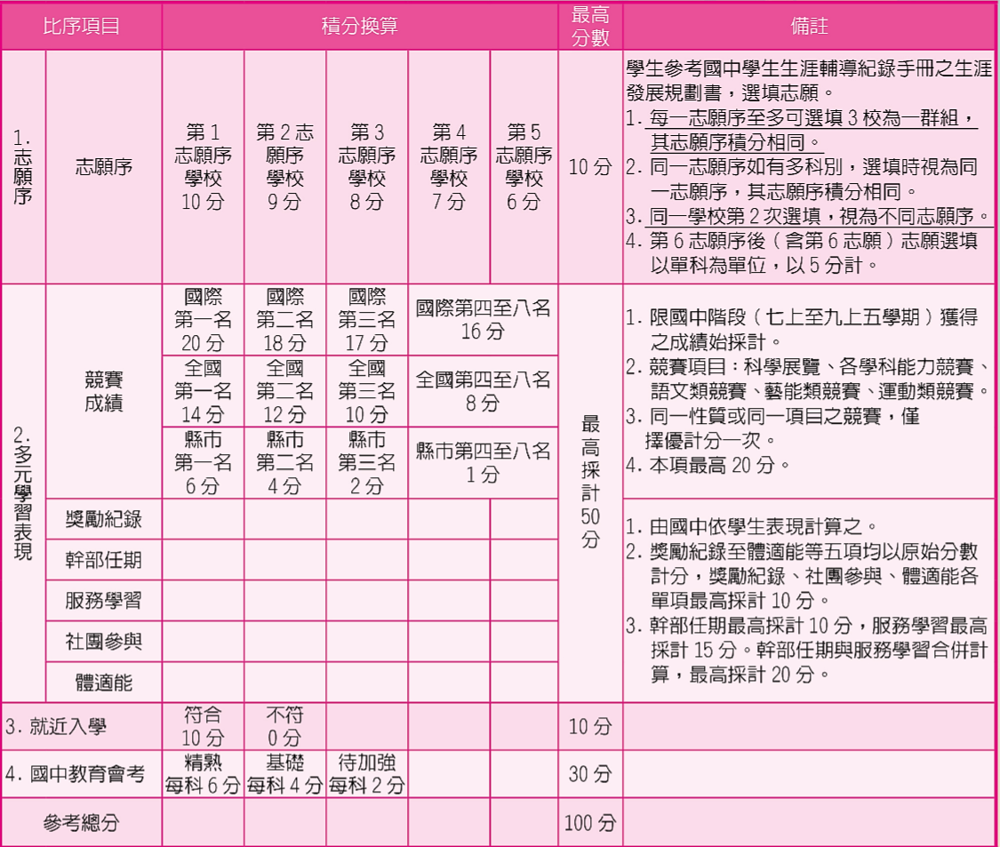 比序項目
積分換算
最高
分數
備註
1.
志
願
序
志願序
第 1
志願序
學校
10 分
第 2 志
願序
學校
9 分
第 3
志願序
學校
8 分
第 4
志願序
學校
7 分
第 5
志願序
學校
6 分
10 分
學生參考國中學生生涯輔導紀錄手冊之生涯
發展規劃書，選填志願。
1. 每一志願序至多可選填 3 校為一群組，
其志願序積分相同。
2. 同一志願序如有多科別，選填時視為同
一志願序，其志願序積分相同。
3. 同一學校第 2 次選填，視為不同志願序。
4. 第 6 志願序後（含第 6 志願）志願選填
以單科為單位，以 5 分計。
2.
多
元
學
習
表
現
競賽
成績
國際
第一名
20 分
國際
第二名
18 分
國際
第三名
17 分
國際第四至八名
16 分
全國
第一名
14 分
全國
第二名
12 分
全國
第三名
10 分
全國第四至八名
8 分
縣市
第一名
6 分
縣市
第二名
4 分
縣市
第三名
2 分
縣市第四至八名
1 分
最
高
採
計
50
分
1. 限國中階段（七上至九上五學期）獲得
之成績始採計。
2. 競賽項目：科學展覽、各學科能力競賽、
語文類競賽、藝能類競賽、運動類競賽。
3. 同一性質或同一項目之競賽，僅
擇優計分一次。
4. 本項最高 20 分。
獎勵紀錄
幹部任期
服務學習
社團參與
體適能
1. 由國中依學生表現計算之。
2. 獎勵紀錄至體適能等五項均以原始分數
計分，獎勵紀錄、社團參與、體適能各
單項最高採計 10 分。
3. 幹部任期最高採計 10 分，服務學習最高
採計 15 分。幹部任期與服務學習合併計
算，最高採計 20 分。
3. 就近入學
符合
10 分
不符
0 分
10 分
4. 國中教育會考
精熟
每科 6 分
基礎
每科 4 分
待加強
每科 2 分
30 分
參考總分
100 分